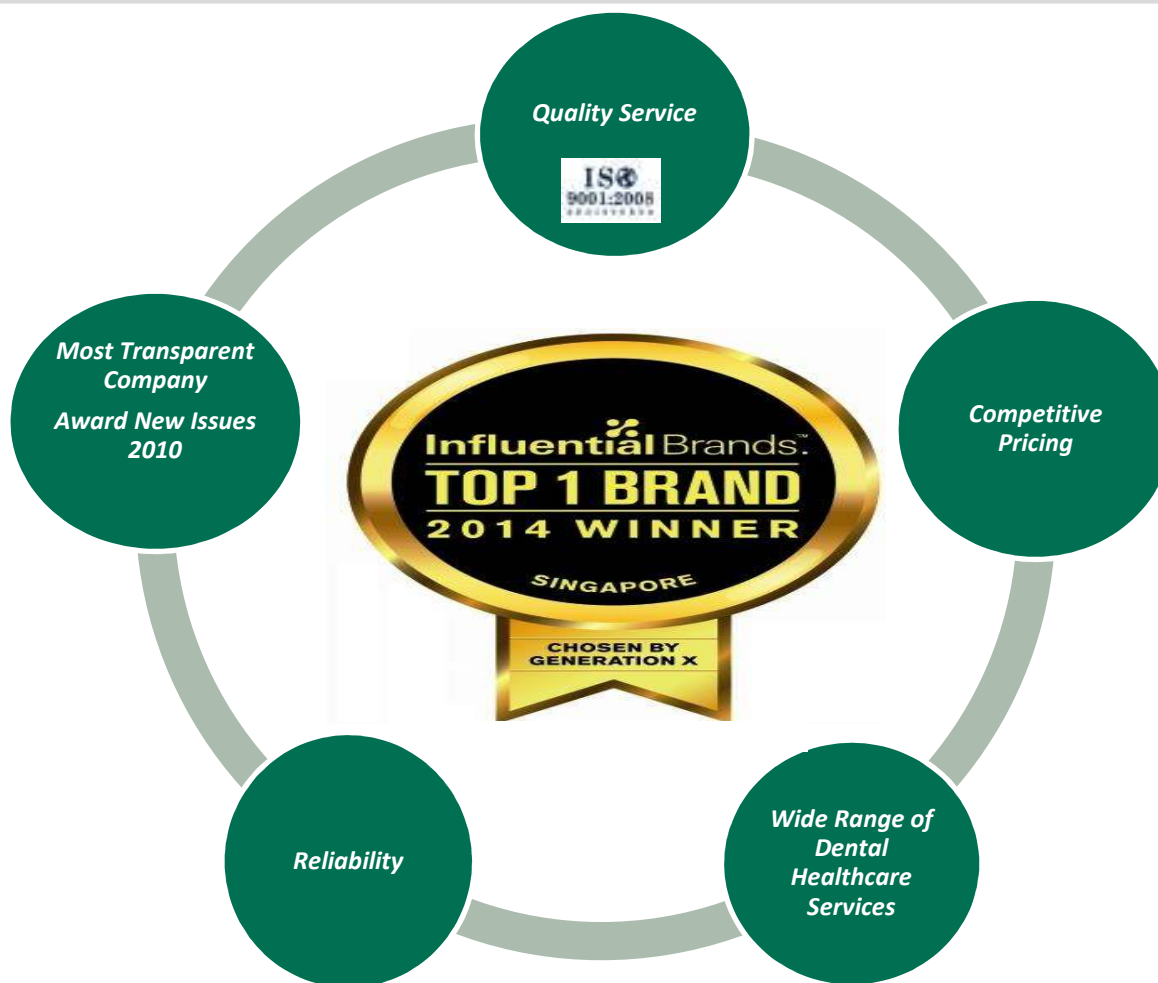 Quality Service
ISO
9001:2008
Most Transparent
Company
Award New Issues
2010
Competitive
Pricing
Influential Brands.™
TOP 1 BRAND
2014 WINNER
SINGAPORE
CHOSEN BY
GENERATION X
Reliability
Wide Range of
Dental
Healthcare
Services